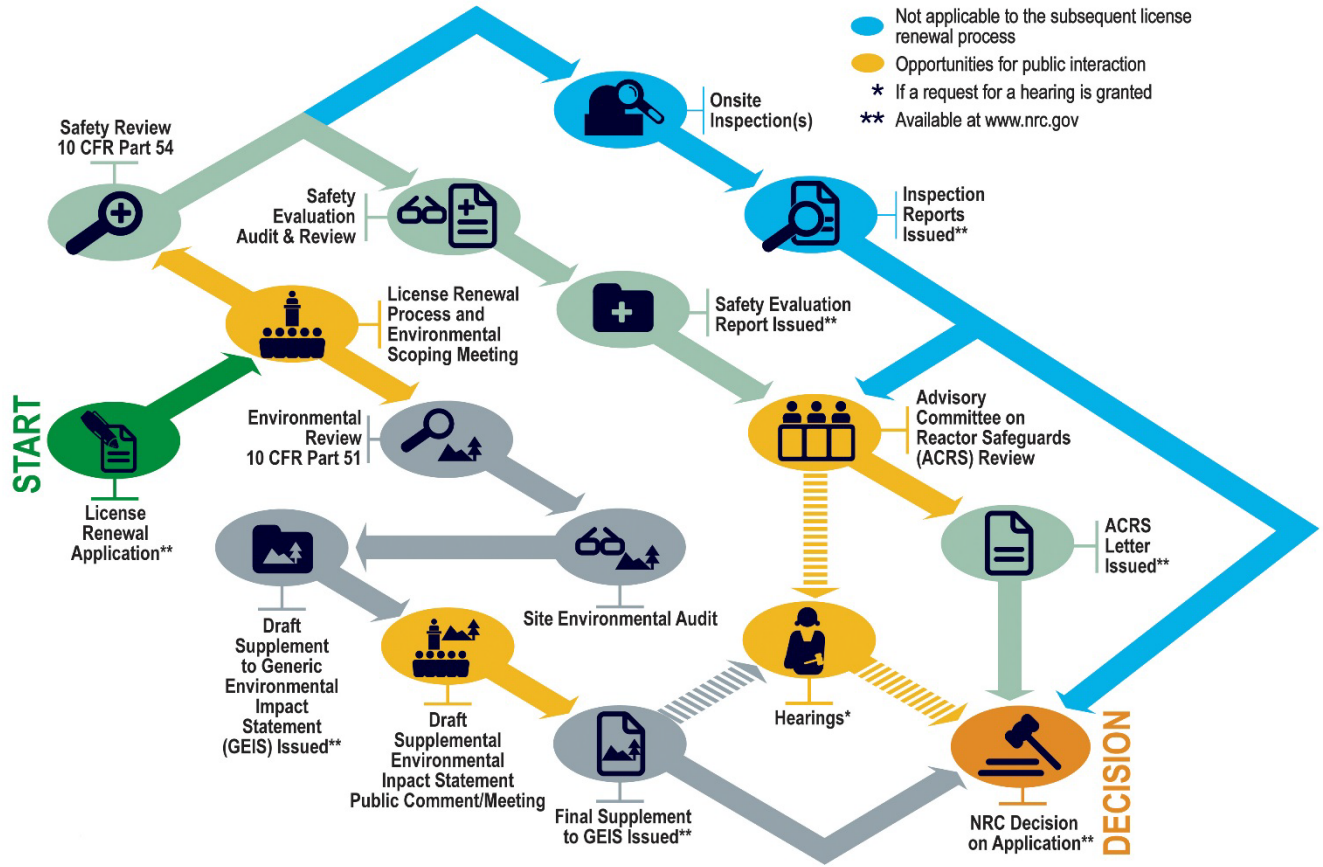 Not applicable to the subsequent license
renewal process
Opportunities for public interaction
* If a request for a hearing is granted
** Available at www.nrc.gov
Safety Review
10 CFR Part 54
Onsite
Inspection(s)
Safety
Evaluation
Audit & Review
Inspection
Reports
Issued**
License Renewal
Process and
Environmental
Scoping Meeting
Safety Evaluation
Report Issued**
START
License
Renewal
Application**
Environmental
Review
10 CFR Part 51
Advisory
Committee on
Reactor Safeguards
(ACRS) Review
ACRS
Letter
Issued**
Site Environmental Audit
Draft
Supplement
to Generic
Environmental
Impact
Statement
(GEIS) Issued**
Draft
Supplemental
Environmental
Impact Statement
Public Comment/Meeting
Hearings*
Final Supplement
to GEIS Issued**
NRC Decision
on Application**
DECISION